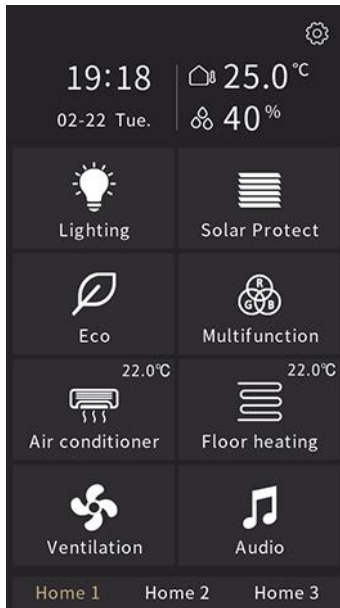 19:18
25.0℃
02-22 Tue.
40%
Lighting
Solar Protect
Eco
R
G B
Multifunction
22.0℃
22.0℃
Air conditioner
Floor heating
Ventilation
Audio
Home 1
Home 2
Home 3